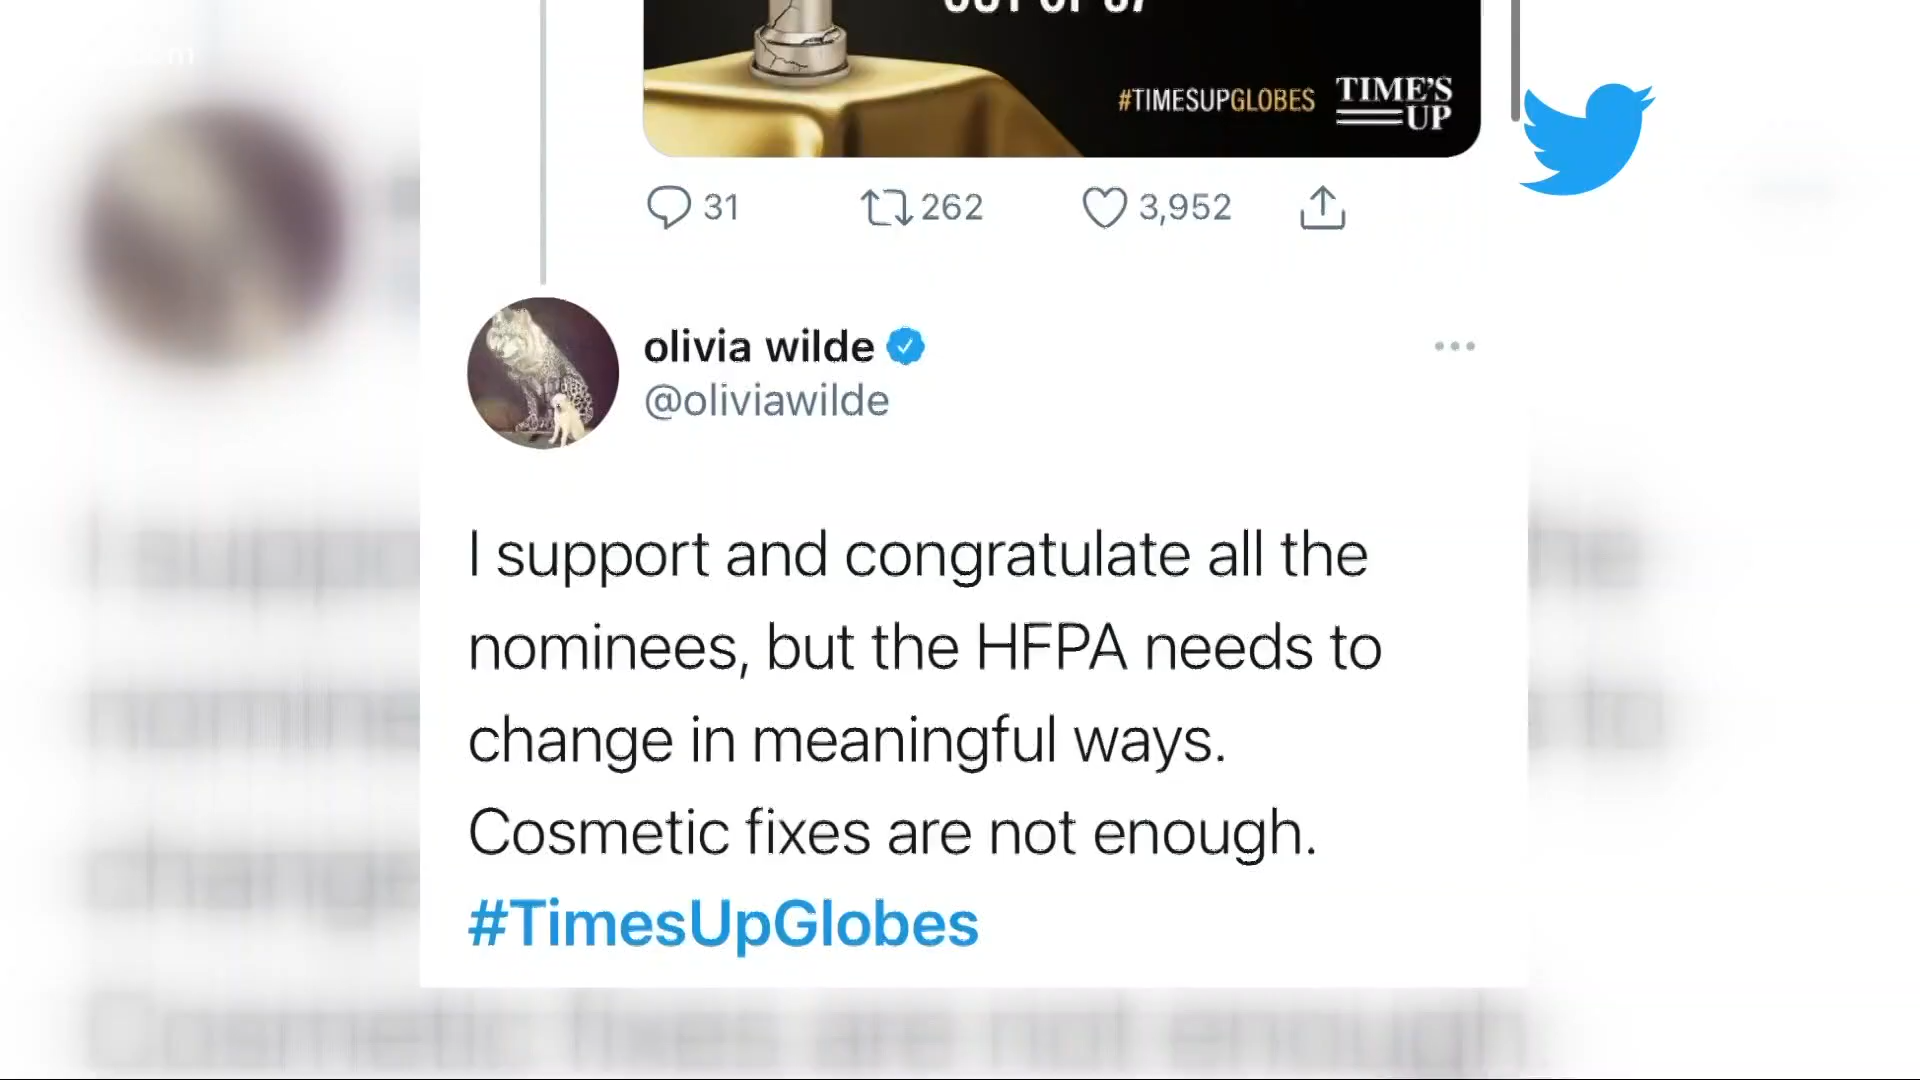 #TIMESUPGLOBES
TIME'S
UP
31 262 3,952
olivia wilde
@oliviawilde
I support and congratulate all the
nominees, but the HFPA needs to
change in meaningful ways.
Cosmetic fixes are not enough.
#TimesUpGlobes